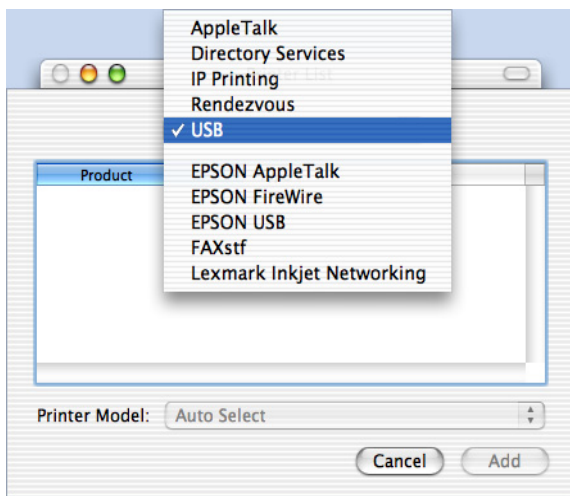 AppleTalk
Directory Services
IP Printing
Rendezvous
✓ USB
EPSON AppleTalk
EPSON FireWire
EPSON USB
FAXstf
Lexmark Inkjet Networking
List
Product
Printer Model: Auto Select
Cancel Add